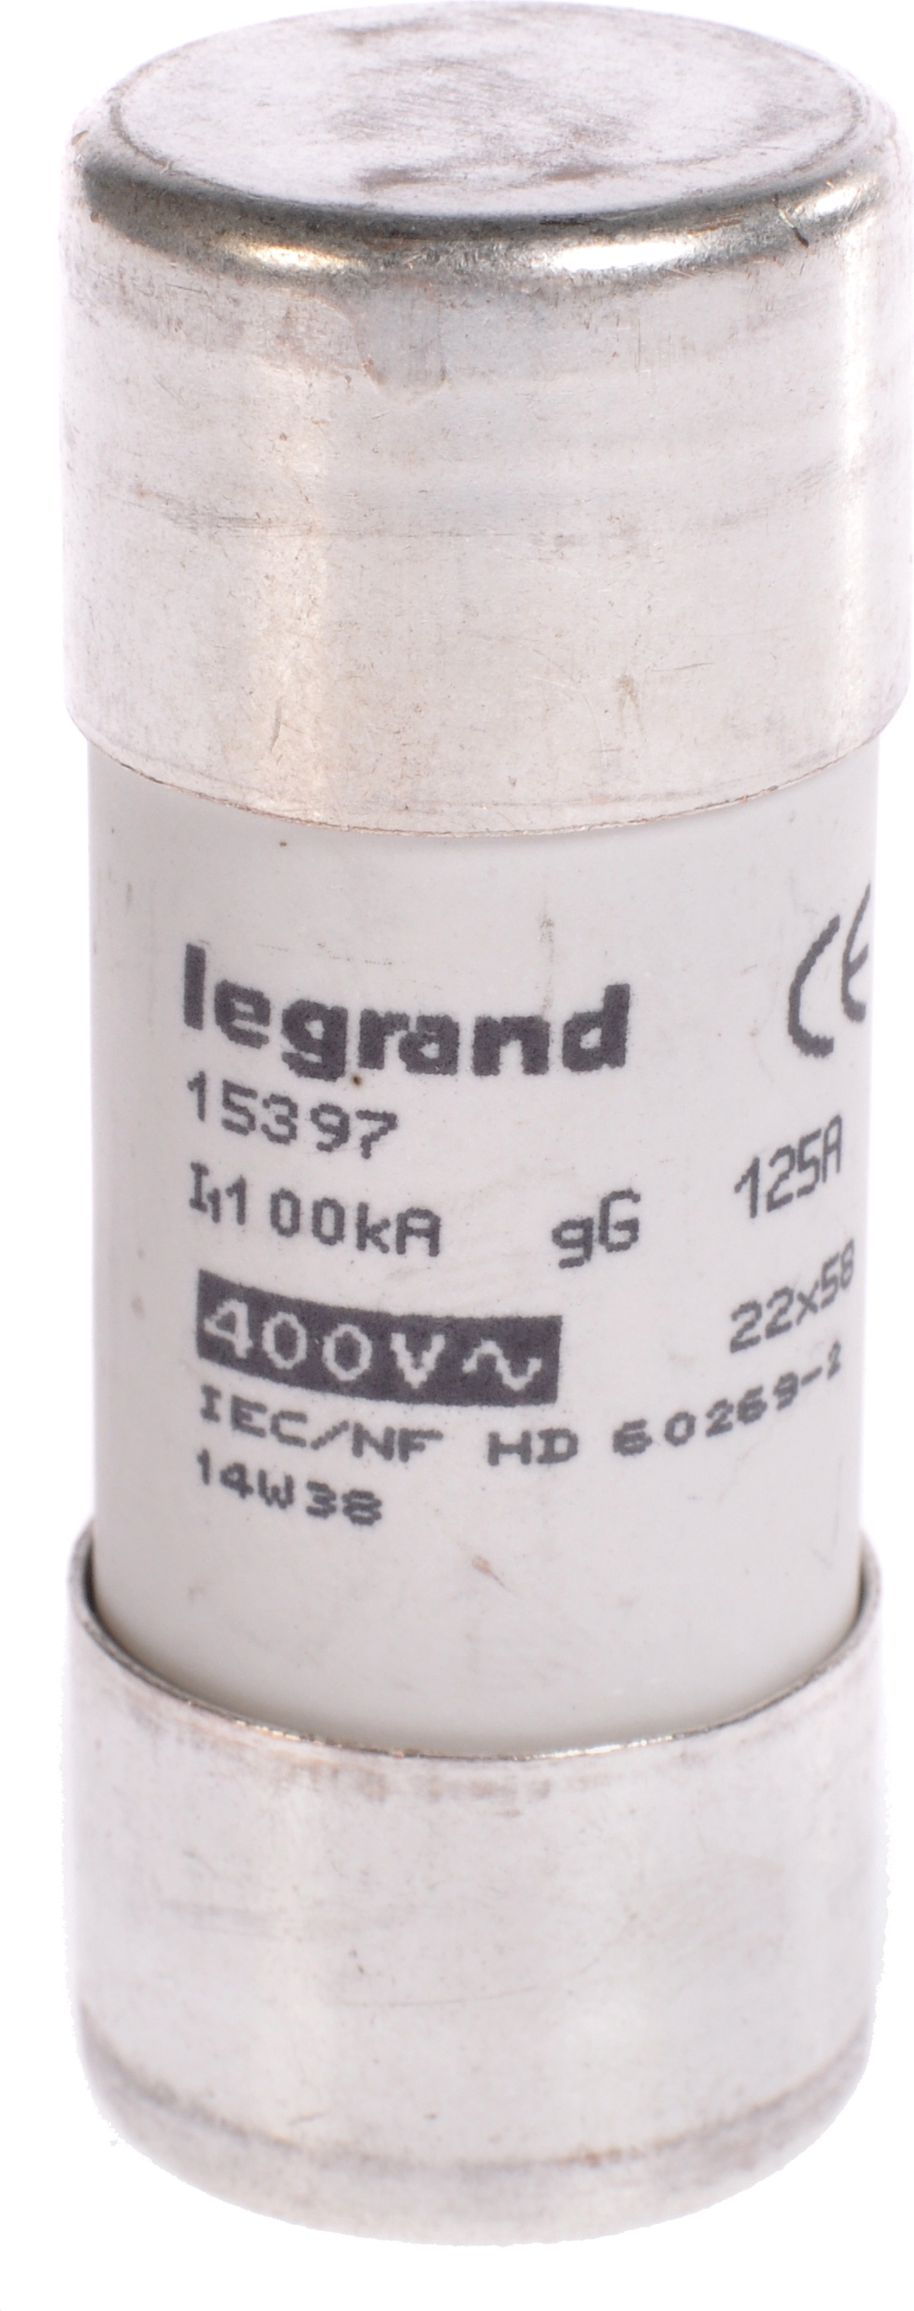 legrand CE
15397
I1 100kA gG 125A
400V~ 22x58
IEC/NF HD 60269-2
14W38